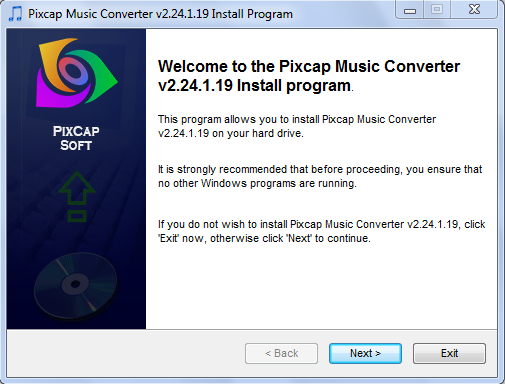 Pixcap Music Converter v2.24.1.19 Install Program
PIXCAP
SOFT
Welcome to the Pixcap Music Converter
v2.24.1.19 Install program.
This program allows you to install Pixcap Music Converter
v2.24.1.19 on your hard drive.
It is strongly recommended that before proceeding, you ensure that
no other Windows programs are running.
If you do not wish to install Pixcap Music Converter v2.24.1.19, click
'Exit' now, otherwise click 'Next' to continue.
< Back
Next >
Exit